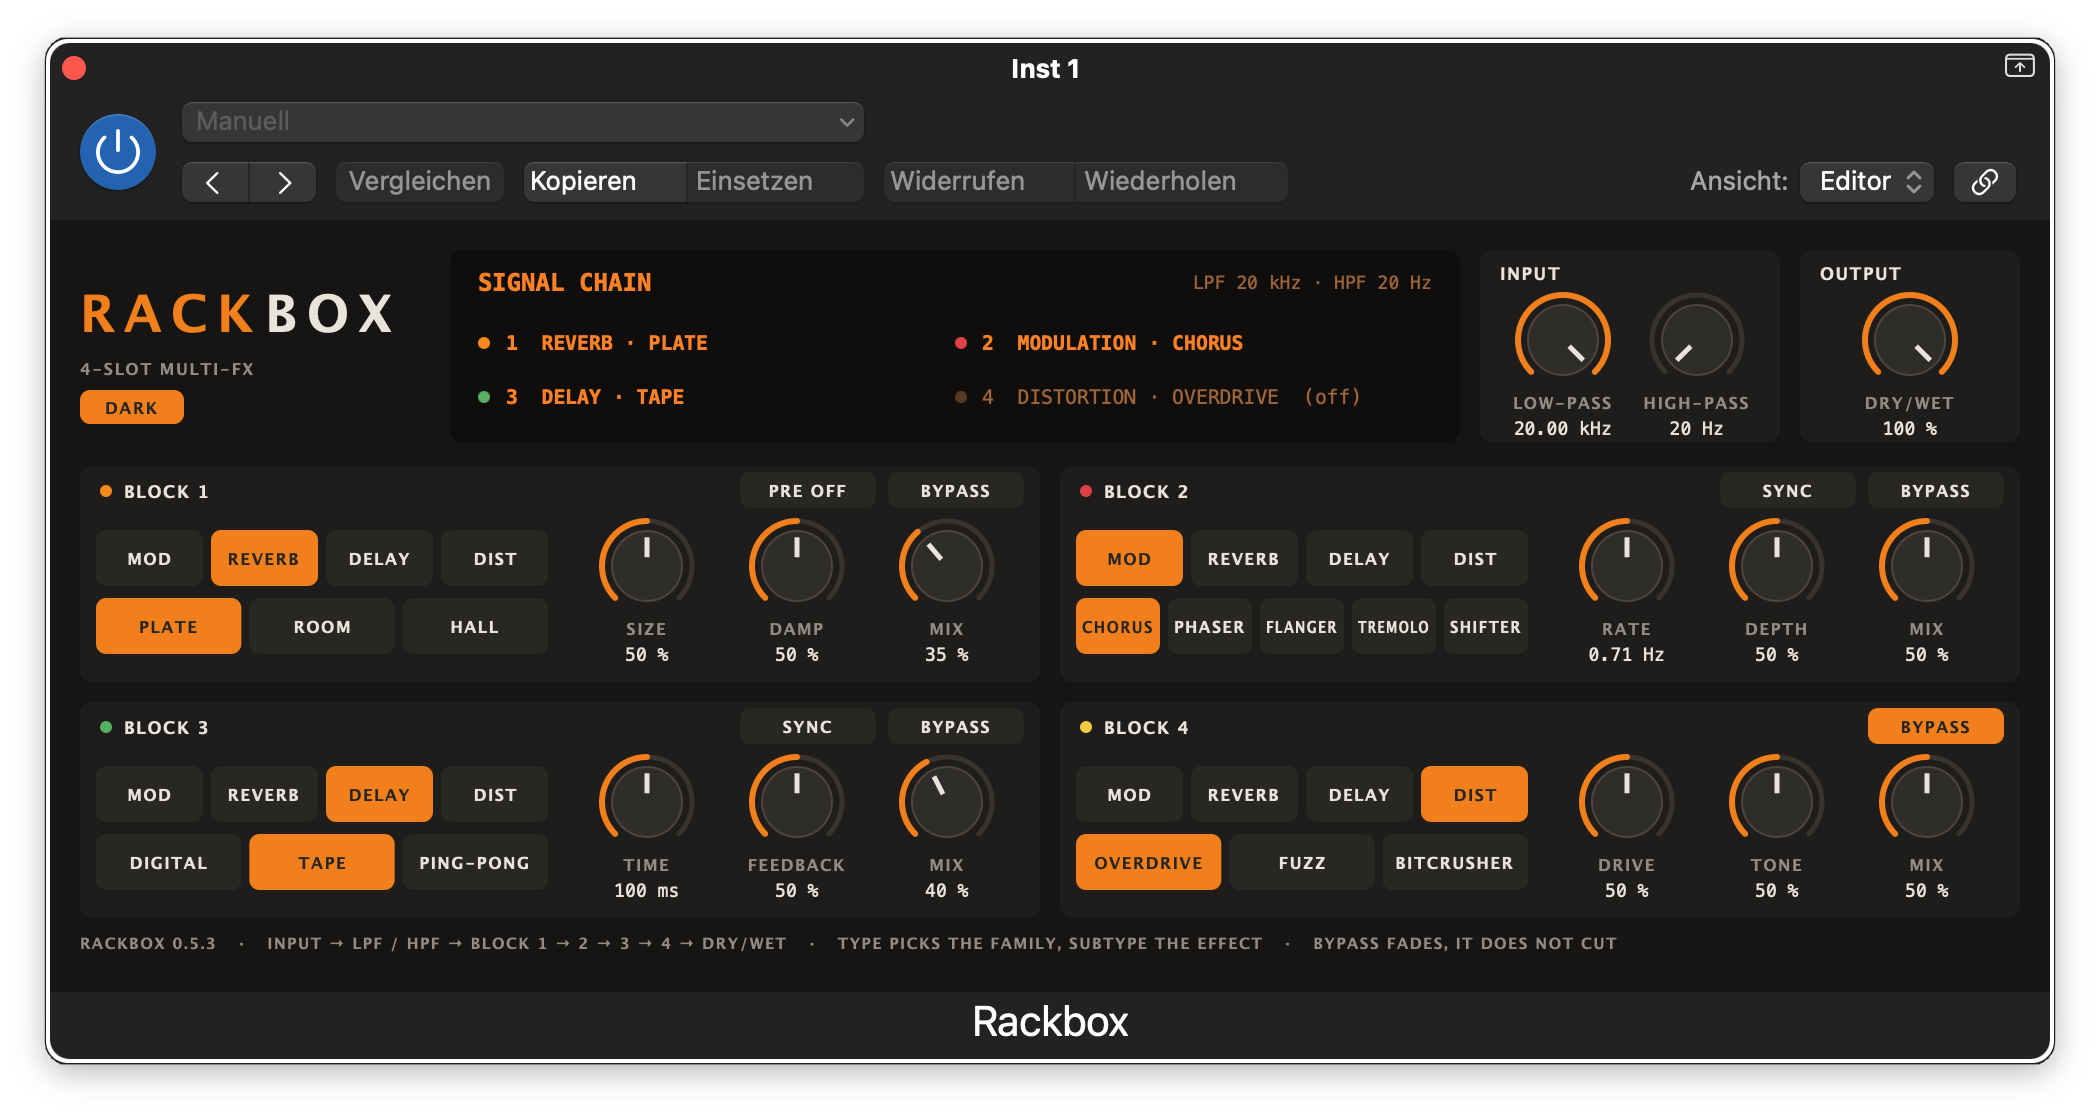 Inst 1
Manuell
Vergleichen Kopieren Einsetzen Widerrufen Wiederholen Ansicht: Editor
RACKBOX
4-SLOT MULTI-FX
DARK
SIGNAL CHAIN LPF 20 kHz · HPF 20 Hz
1 REVERB · PLATE 2 MODULATION · CHORUS
3 DELAY · TAPE 4 DISTORTION · OVERDRIVE (off)
INPUT
LOW-PASS HIGH-PASS
20.00 kHz 20 Hz
OUTPUT
DRY/WET
100 %
BLOCK 1 PRE OFF BYPASS
MOD REVERB DELAY DIST
PLATE ROOM HALL
SIZE DAMP MIX
50 % 50 % 35 %
BLOCK 2 SYNC BYPASS
MOD REVERB DELAY DIST
CHORUS PHASER FLANGER TREMOLO SHIFTER
RATE DEPTH MIX
0.71 Hz 50 % 50 %
BLOCK 3 SYNC BYPASS
MOD REVERB DELAY DIST
DIGITAL TAPE PING-PONG
TIME FEEDBACK MIX
100 ms 50 % 40 %
BLOCK 4 BYPASS
MOD REVERB DELAY DIST
OVERDRIVE FUZZ BITCRUSHER
DRIVE TONE MIX
50 % 50 % 50 %
RACKBOX 0.5.3 · INPUT → LPF / HPF → BLOCK 1 → 2 → 3 → 4 → DRY/WET · TYPE PICKS THE FAMILY, SUBTYPE THE EFFECT · BYPASS FADES, IT DOES NOT CUT
Rackbox